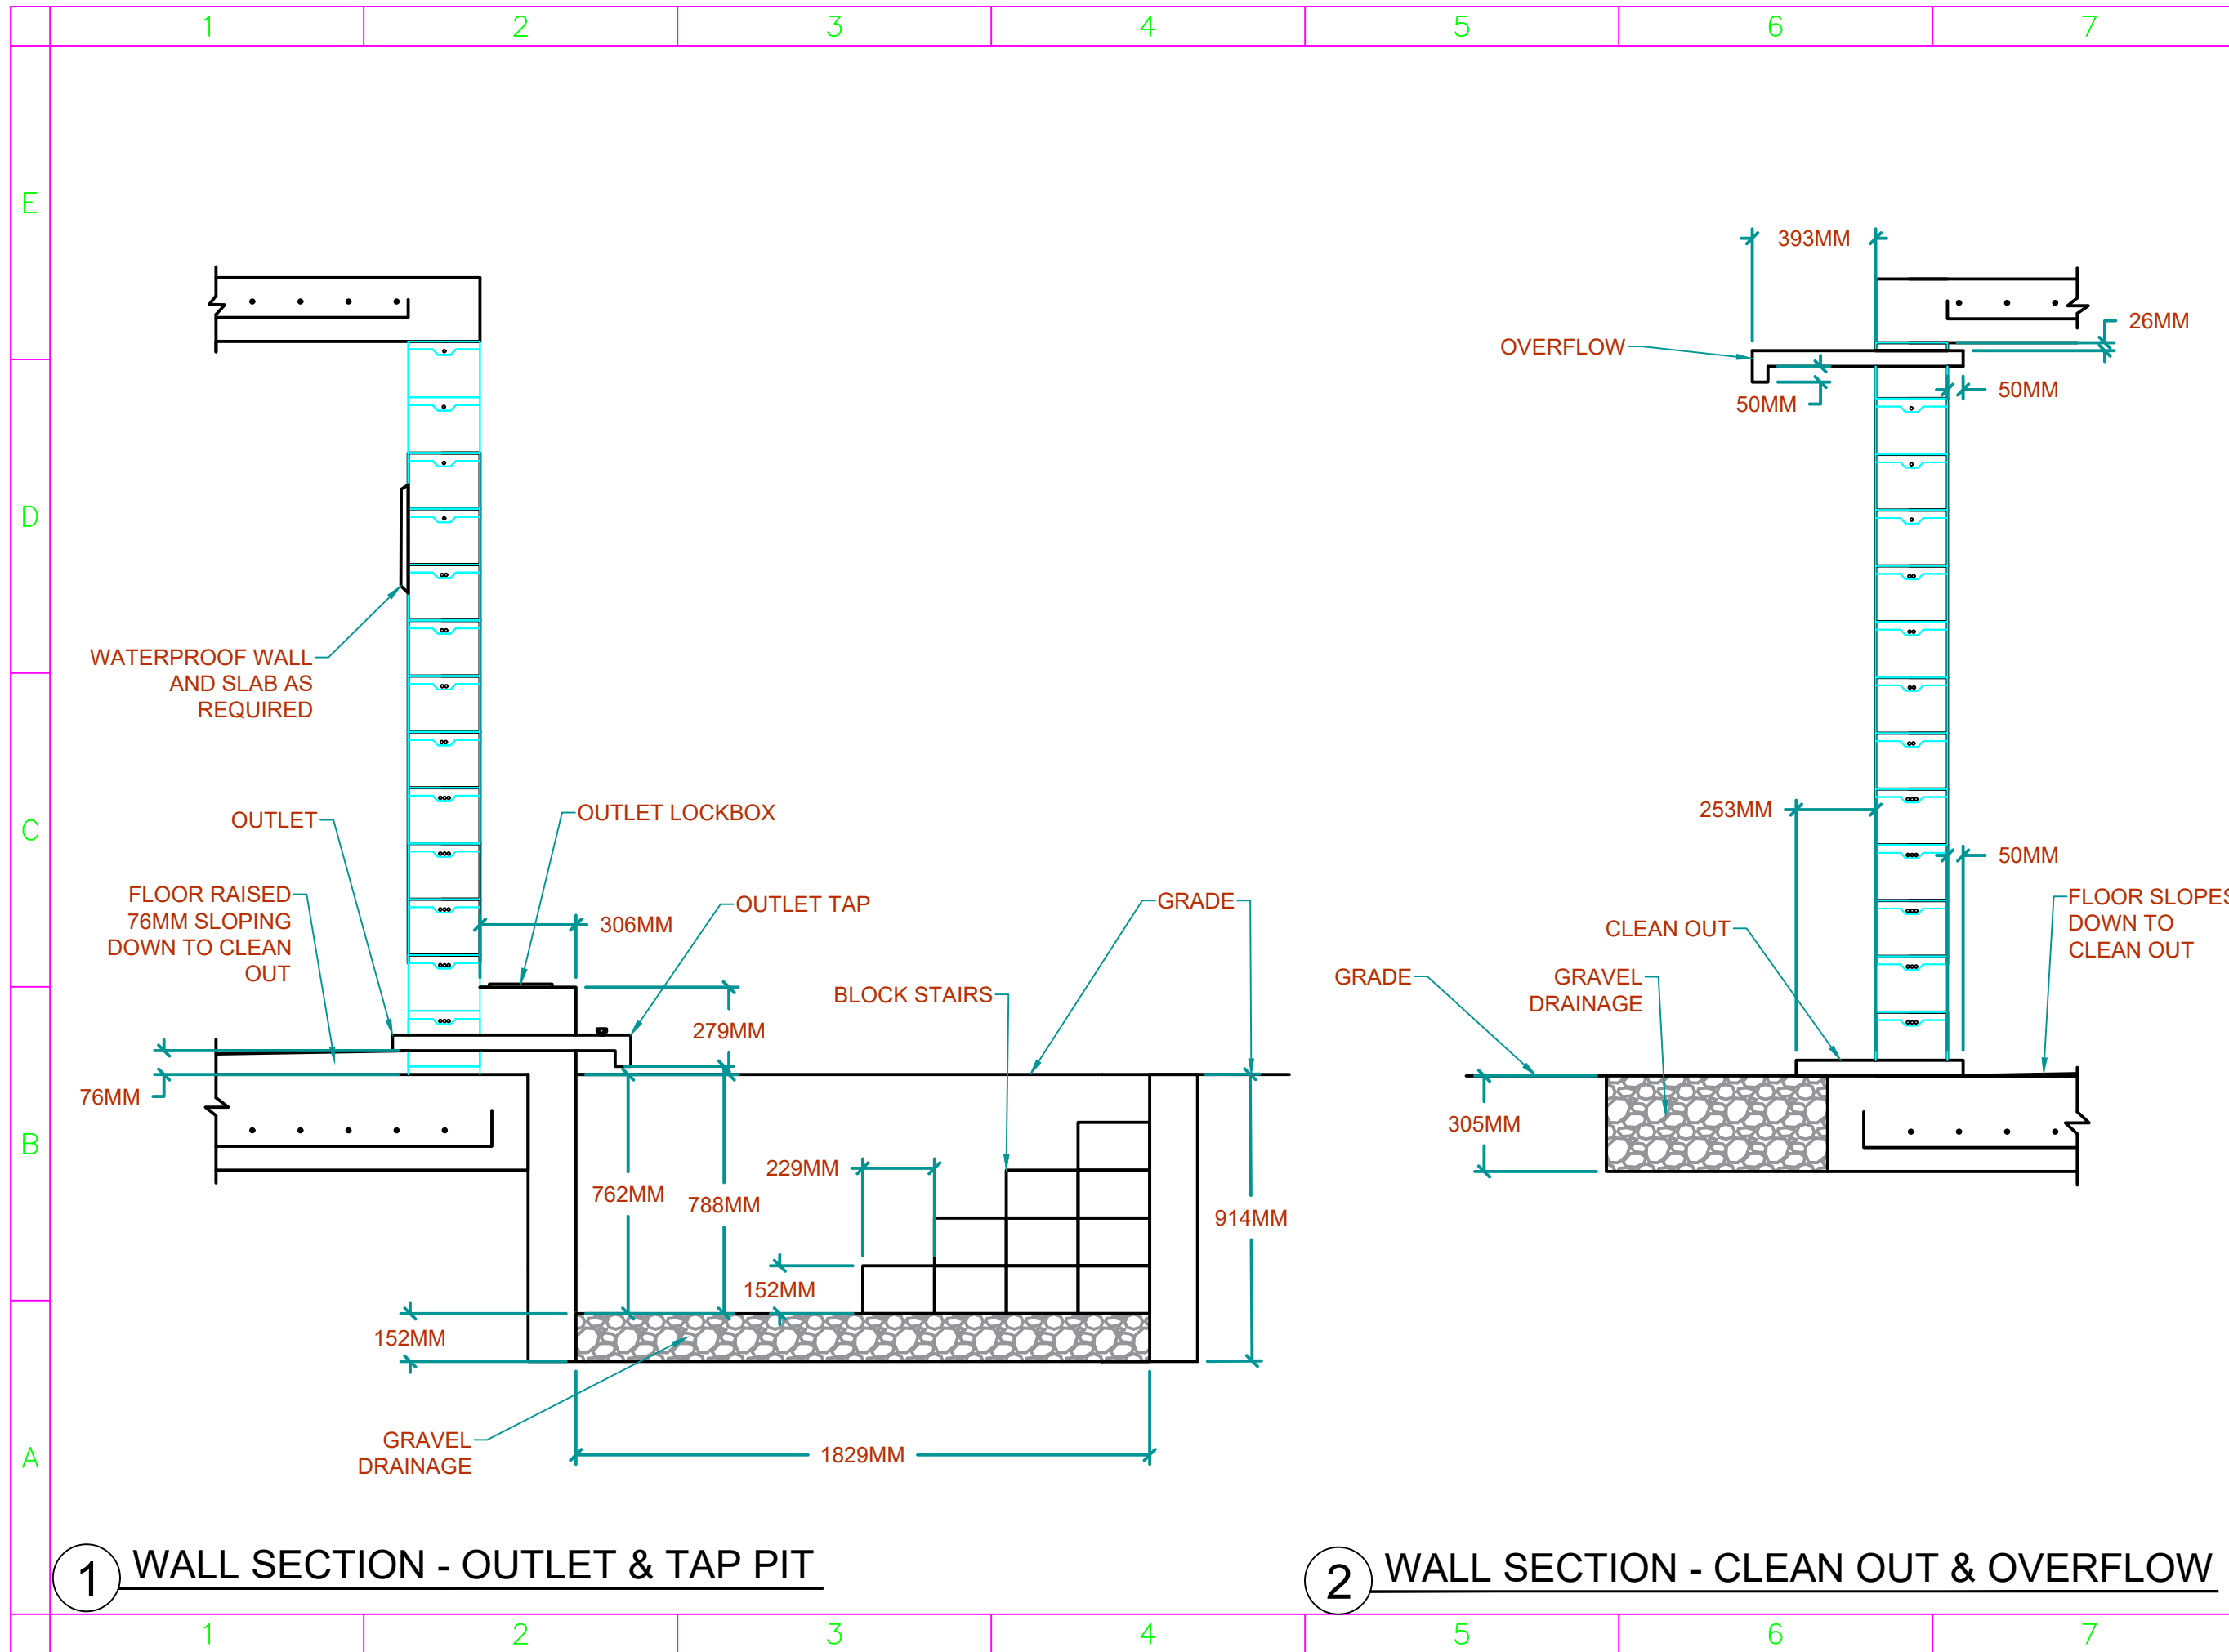 1 2 3 4 5 6 7
E
D
C
B
A
393MM
26MM
OVERFLOW
50MM
50MM
WATERPROOF WALL
AND SLAB AS
REQUIRED
OUTLET
OUTLET LOCKBOX
FLOOR RAISED
76MM SLOPING
DOWN TO CLEAN
OUT
OUTLET TAP
306MM
GRADE
BLOCK STAIRS
279MM
76MM
229MM
762MM
788MM
914MM
152MM
152MM
GRAVEL
DRAINAGE
1829MM
253MM
50MM
FLOOR SLOPES
DOWN TO
CLEAN OUT
CLEAN OUT
GRADE
GRAVEL
DRAINAGE
305MM
1 WALL SECTION - OUTLET & TAP PIT
2 WALL SECTION - CLEAN OUT & OVERFLOW
1 2 3 4 5 6 7